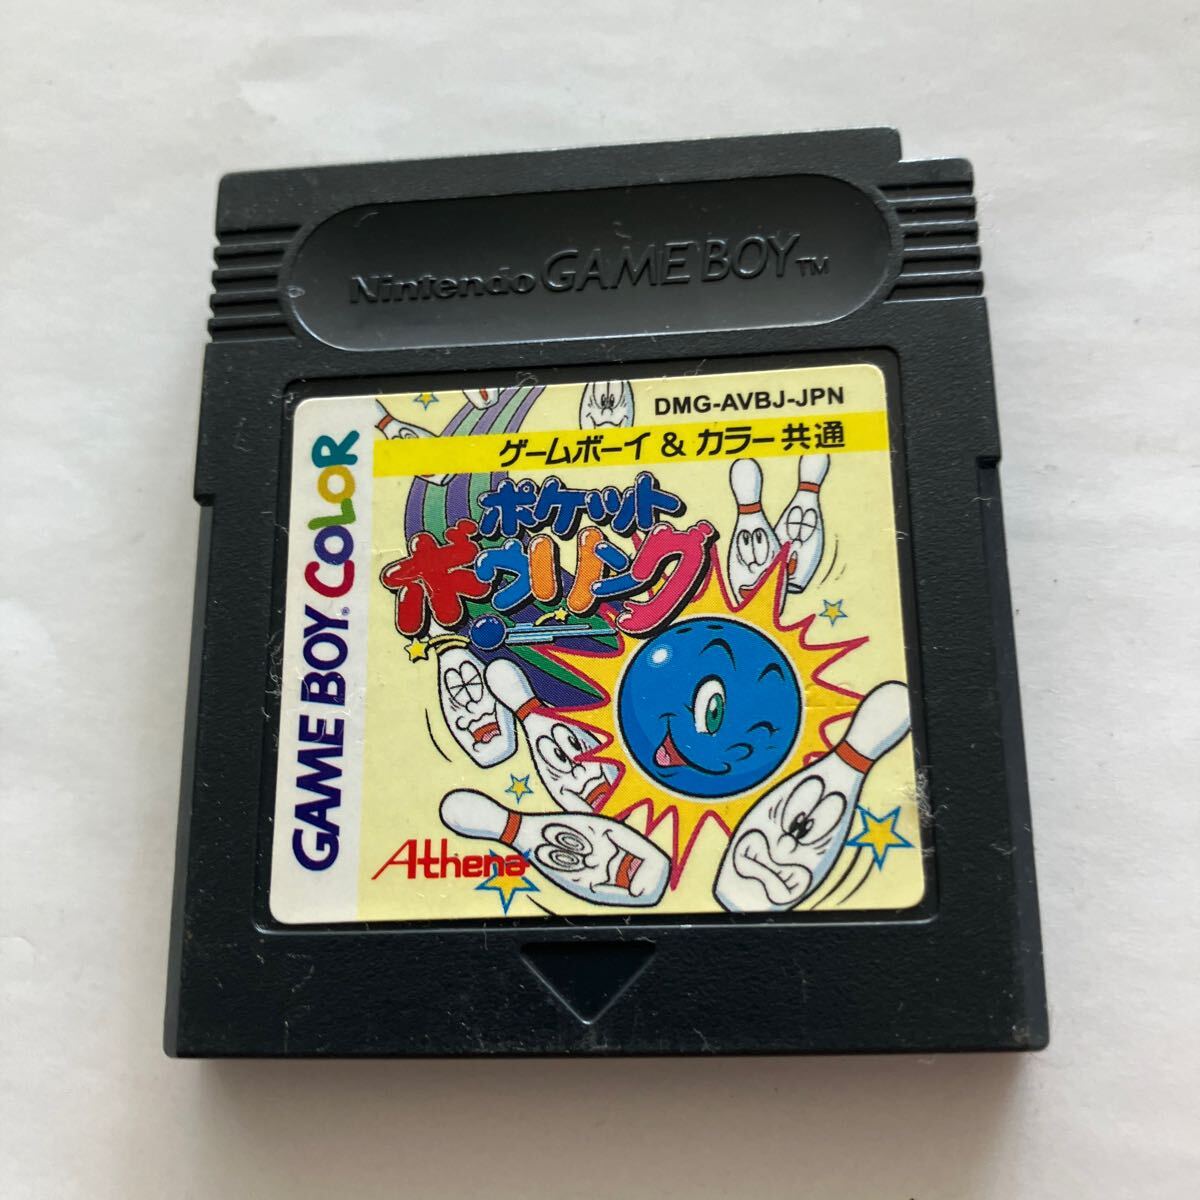 Nintendo GAME BOY™
DMG-AVBJ-JPN
ゲームボーイ & カラー共通
GAME BOY COLOR
ポケット
ボウリング
Athena